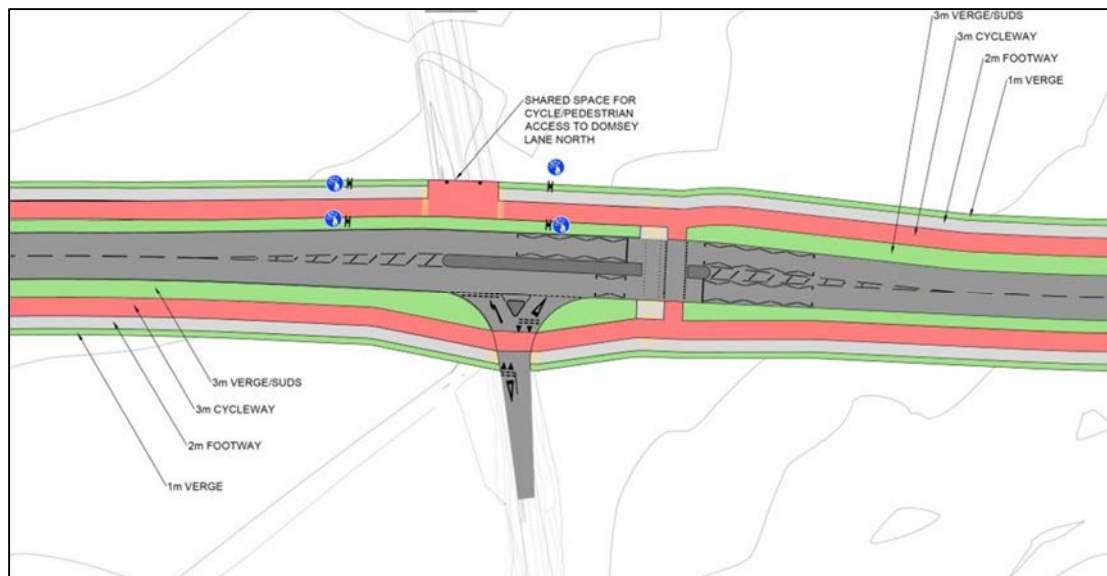 3m VERGE/SUDS
3m CYCLEWAY
2m FOOTWAY
1m VERGE
SHARED SPACE FOR
CYCLE/PEDESTRIAN
ACCESS TO DOMSEY
LANE NORTH
3m VERGE/SUDS
3m CYCLEWAY
2m FOOTWAY
1m VERGE